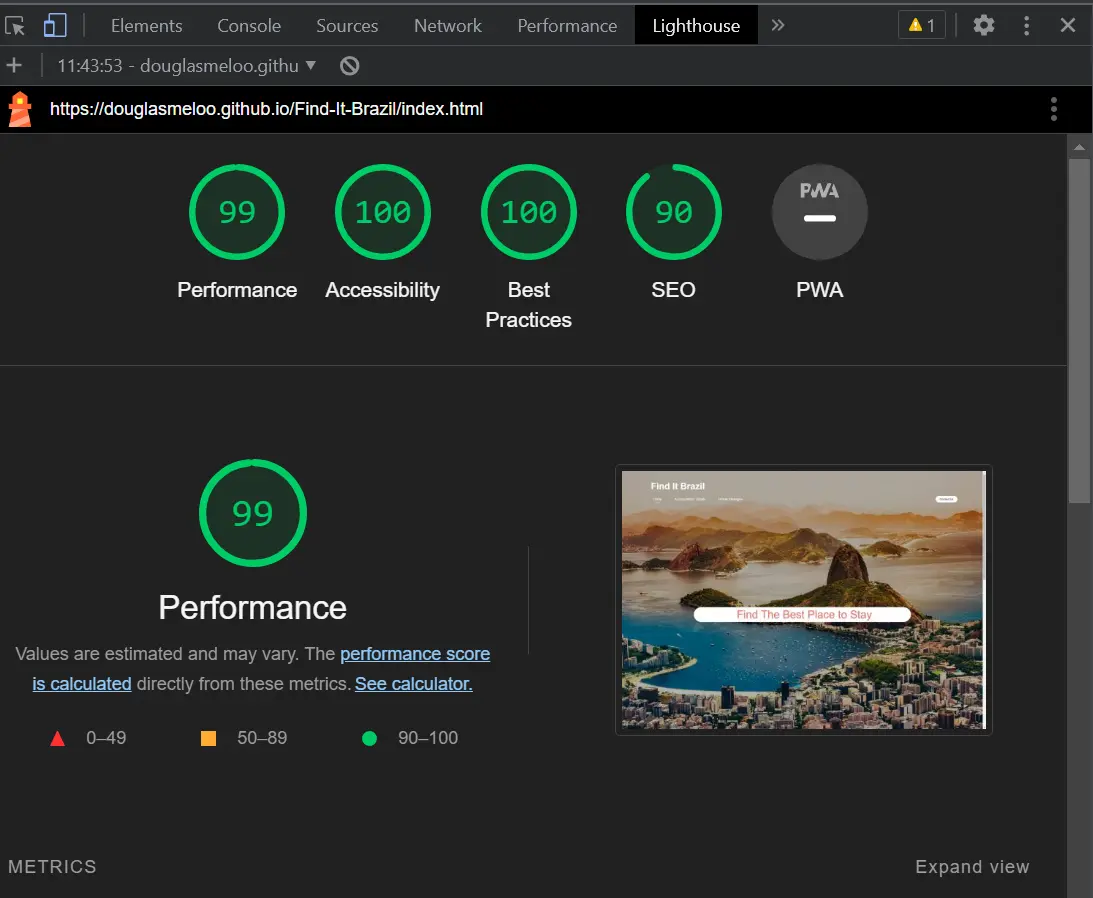 Elements Console Sources Network Performance Lighthouse » 1
11:43:53 - douglasmeloo.githu
https://douglasmeloo.github.io/Find-It-Brazil/index.html
99 100 100 90 PWA
Performance Accessibility Best Practices SEO PWA
99
Performance
Values are estimated and may vary. The performance score
is calculated directly from these metrics. See calculator.
0–49 50–89 90–100
Find It Brazil
Find The Best Place to Stay
METRICS Expand view